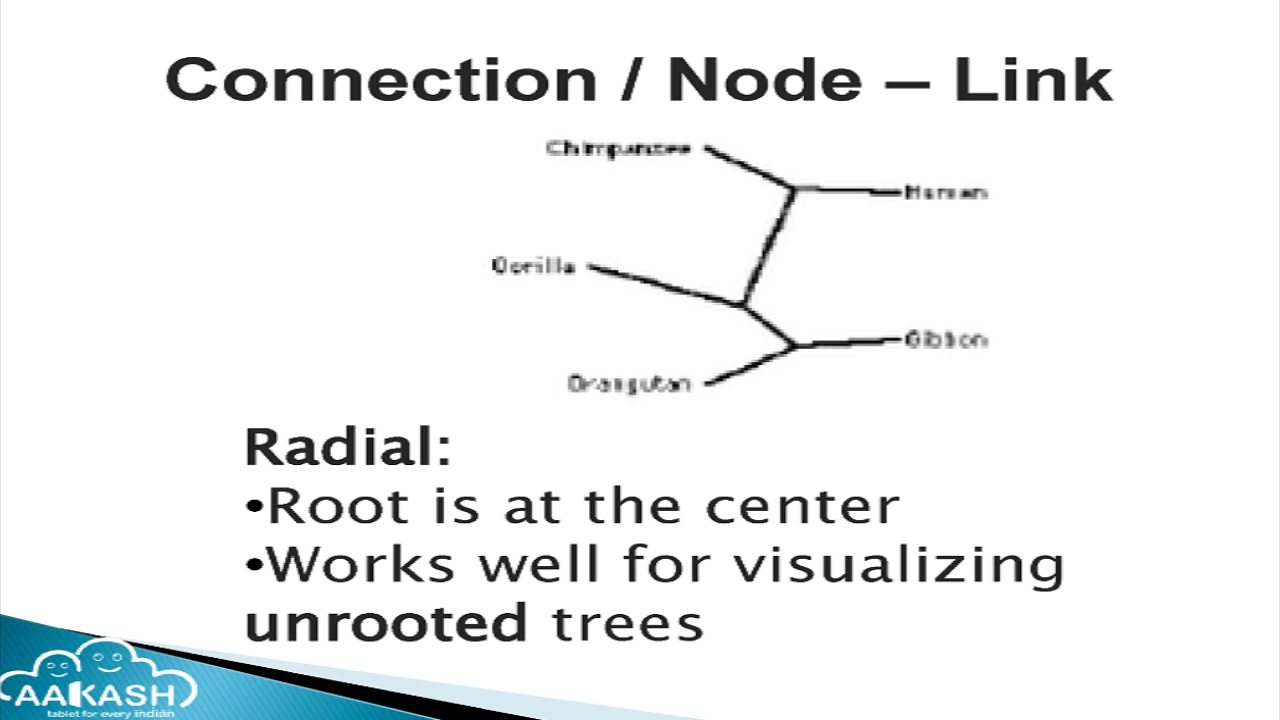 Connection / Node – Link
Chimpanzee
Human
Gorilla
Gibbon
Orangutan
Radial:
•Root is at the center
•Works well for visualizing
unrooted trees
AAKASH
tablet for every indian